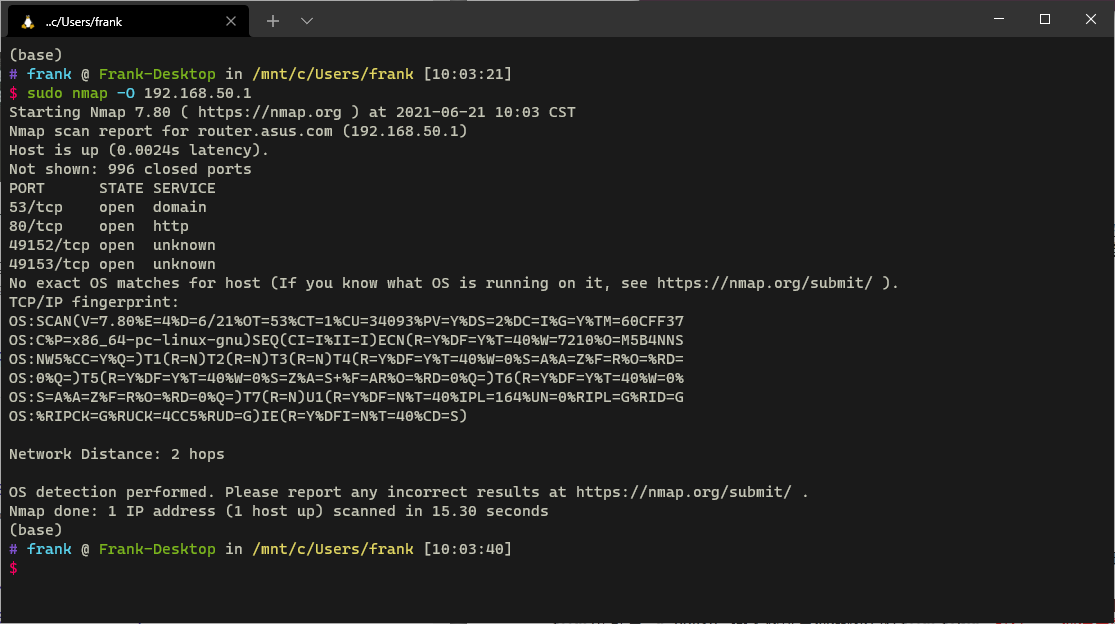 ..c/Users/frank
(base)
# frank @ Frank-Desktop in /mnt/c/Users/frank [10:03:21]
$ sudo nmap -O 192.168.50.1
Starting Nmap 7.80 ( https://nmap.org ) at 2021-06-21 10:03 CST
Nmap scan report for router.asus.com (192.168.50.1)
Host is up (0.0024s latency).
Not shown: 996 closed ports
PORT      STATE SERVICE
53/tcp    open  domain
80/tcp    open  http
49152/tcp open  unknown
49153/tcp open  unknown
No exact OS matches for host (If you know what OS is running on it, see https://nmap.org/submit/ ).
TCP/IP fingerprint:
OS:SCAN(V=7.80%E=4%D=6/21%OT=53%CT=1%CU=34093%PV=Y%DS=2%DC=I%G=Y%TM=60CFF37
OS:C%P=x86_64-pc-linux-gnu)SEQ(CI=I%II=I)ECN(R=Y%DF=Y%T=40%W=7210%O=M5B4NNS
OS:NW5%CC=Y%Q=)T1(R=N)T2(R=N)T3(R=N)T4(R=Y%DF=Y%T=40%W=0%S=A%A=Z%F=R%O=%RD=
OS:0%Q=)T5(R=Y%DF=Y%T=40%W=0%S=Z%A=S+%F=AR%O=%RD=0%Q=)T6(R=Y%DF=Y%T=40%W=0%
OS:S=A%A=Z%F=R%O=%RD=0%Q=)T7(R=N)U1(R=Y%DF=N%T=40%IPL=164%UN=0%RIPL=G%RID=G
OS:%RIPCK=G%RUCK=4CC5%RUD=G)IE(R=Y%DFI=N%T=40%CD=S)
Network Distance: 2 hops
OS detection performed. Please report any incorrect results at https://nmap.org/submit/ .
Nmap done: 1 IP address (1 host up) scanned in 15.30 seconds
(base)
# frank @ Frank-Desktop in /mnt/c/Users/frank [10:03:40]
$